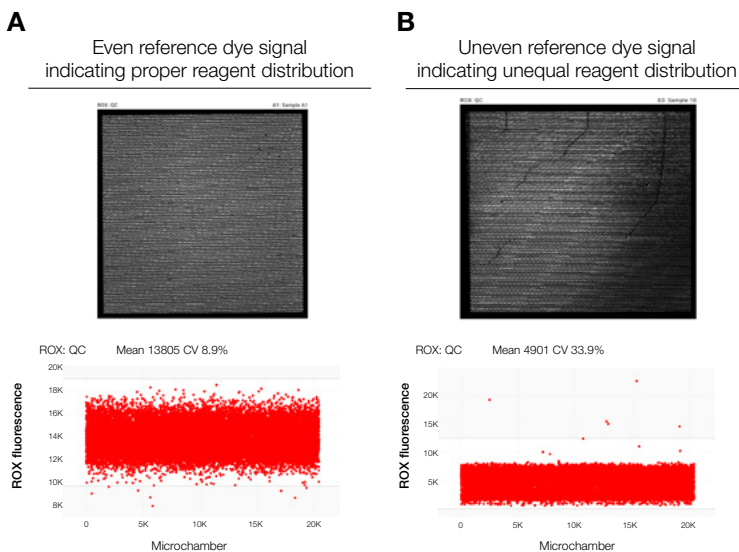 A
Even reference dye signal
indicating proper reagent distribution
ROX: QC
A1: Sample A1
ROX: QC Mean 13805 CV 8.9%
20K
18K
16K
14K
12K
10K
8K
ROX fluorescence
0 5K 10K 15K 20K
Microchamber
B
Uneven reference dye signal
indicating unequal reagent distribution
ROX: QC
B3: Sample 10
ROX: QC Mean 4901 CV 33.9%
20K
15K
10K
5K
ROX fluorescence
0 5K 10K 15K 20K
Microchamber